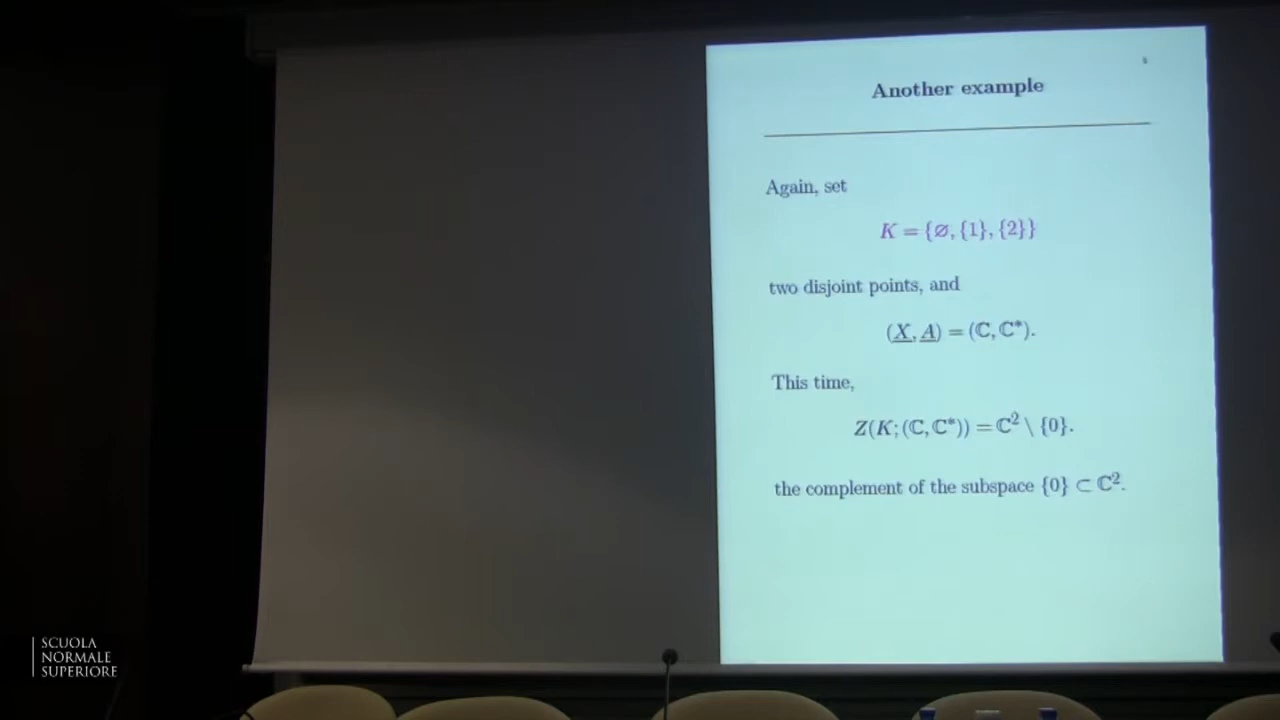 Another example
Again, set
K = {∅, {1}, {2}}
two disjoint points, and
(X, A) = (ℂ, ℂ*).
This time,
Z(K; (ℂ, ℂ*)) = ℂ² \ {0}.
the complement of the subspace {0} ⊂ ℂ².
SCUOLA
NORMALE
SUPERIORE